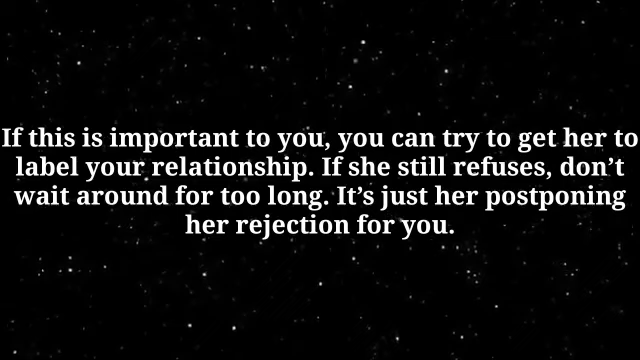 If this is important to you, you can try to get her to
label your relationship. If she still refuses, don’t
wait around for too long. It’s just her postponing
her rejection for you.